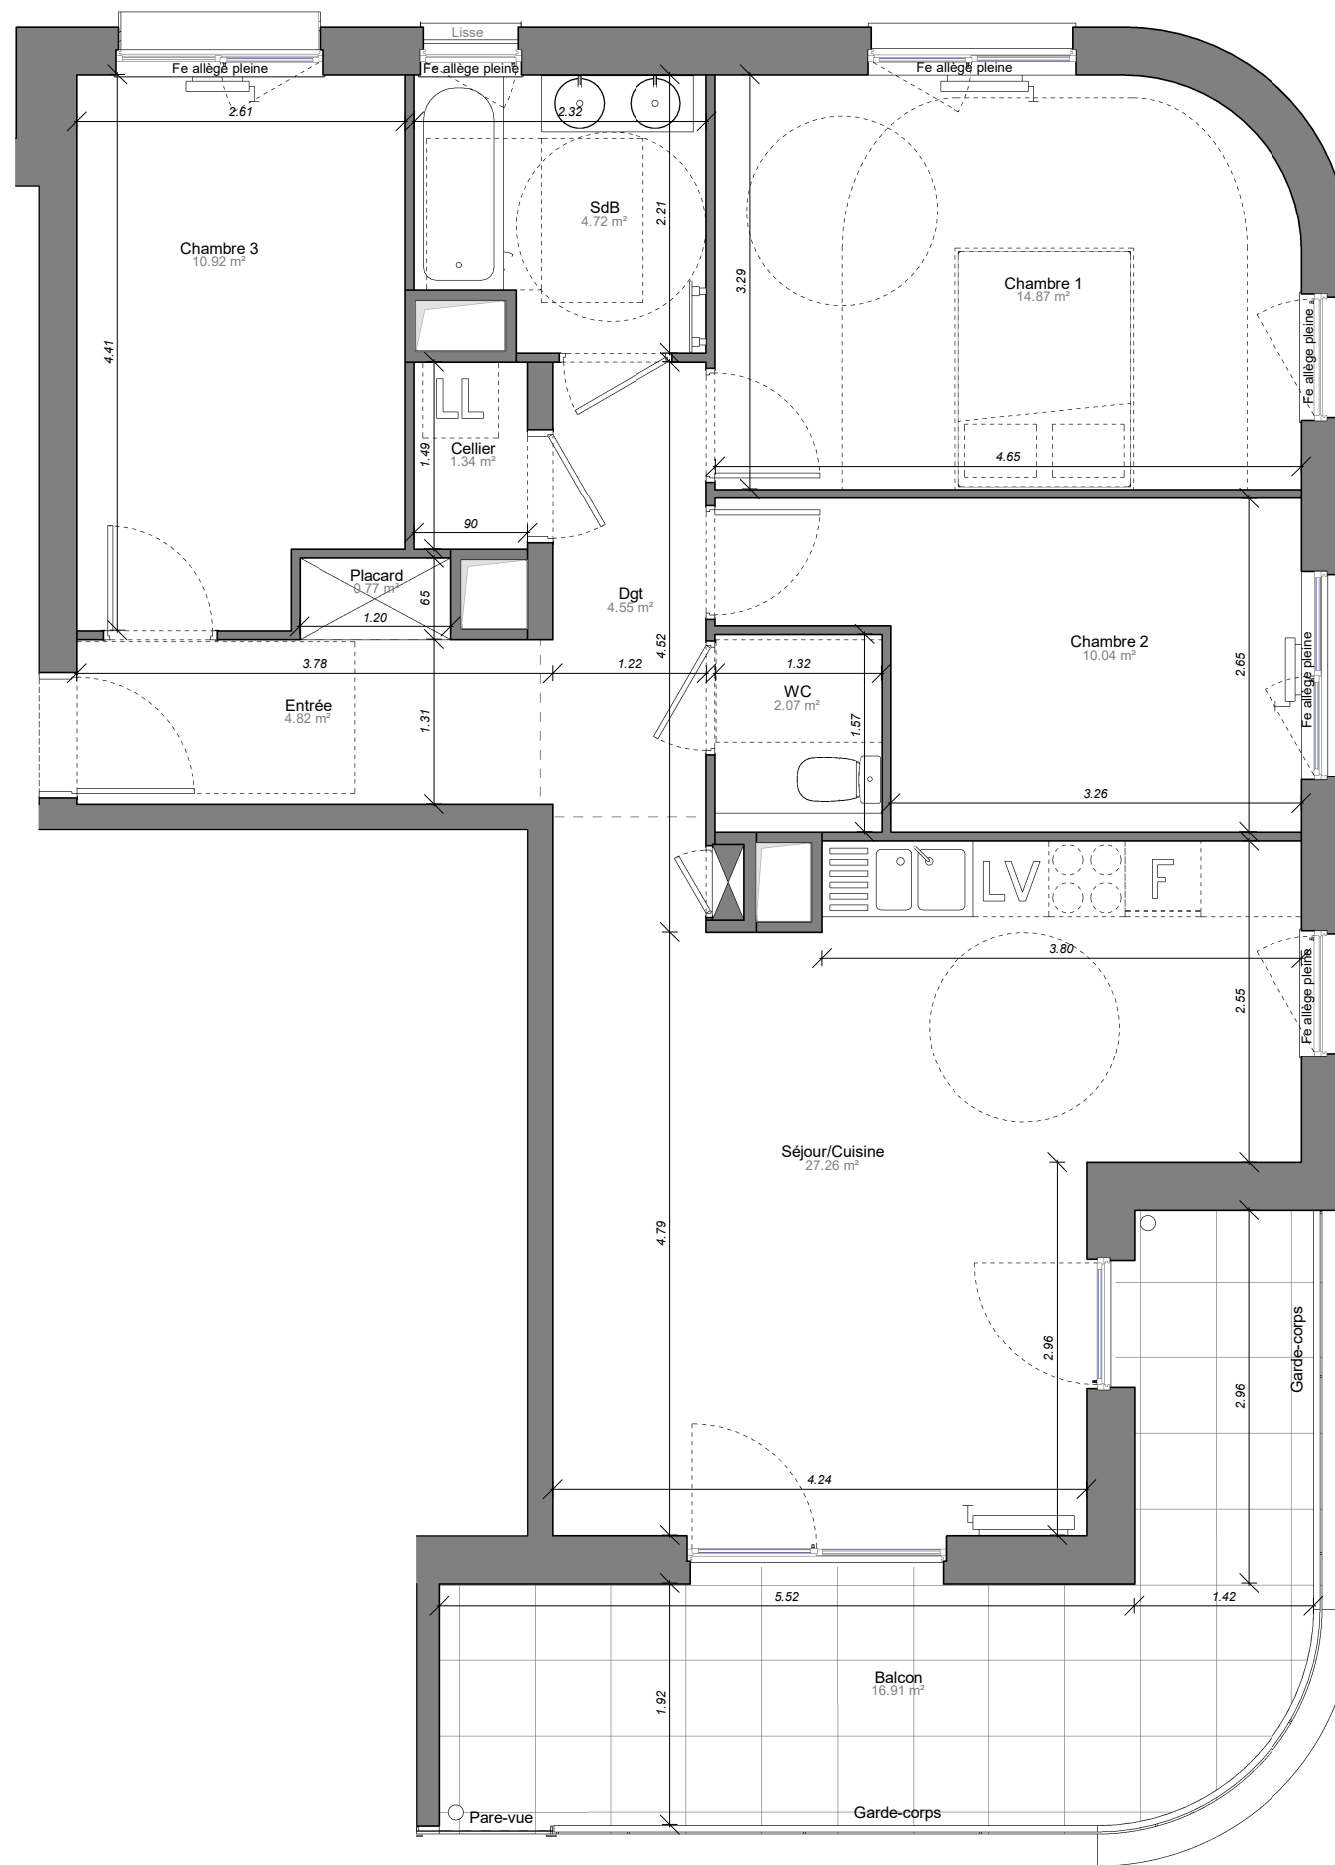 Lisse
Fe allège pleine
Fe allège pleine
Fe allège pleine
2.61
2.32
SdB
4.72 m²
2.21
Chambre 3
10.92 m²
3.29
Chambre 1
14.87 m²
4.41
Fe allège pleine
LL
Cellier
1.34 m²
1.49
4.65
90
Placard
0.77 m²
65
1.20
Dgt
4.55 m²
4.52
3.78
1.22
1.32
WC
2.07 m²
1.57
Chambre 2
10.04 m²
2.65
Fe allège pleine
Entrée
4.82 m²
1.31
3.26
LV
F
3.80
2.55
Fe allège pleine
Séjour/Cuisine
27.26 m²
4.79
2.96
2.96
Garde-corps
4.24
5.52
1.42
Balcon
16.91 m²
1.92
Pare-vue
Garde-corps